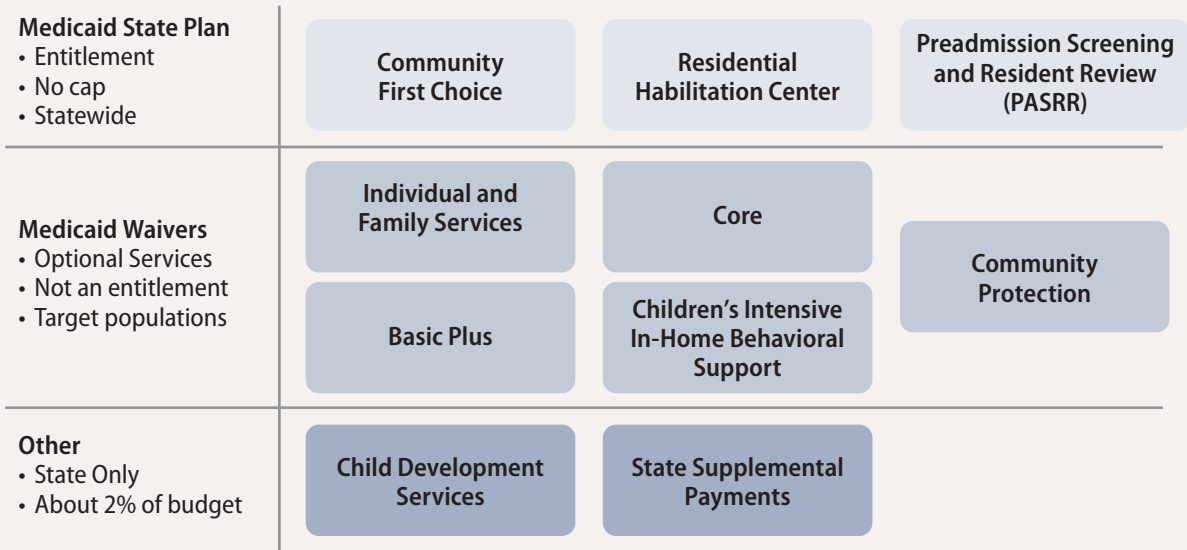 Medicaid State Plan
• Entitlement
• No cap
• Statewide
Community
First Choice
Residential
Habilitation Center
Preadmission Screening
and Resident Review
(PASRR)
Medicaid Waivers
• Optional Services
• Not an entitlement
• Target populations
Individual and
Family Services
Core
Community
Protection
Basic Plus
Children’s Intensive
In-Home Behavioral
Support
Other
• State Only
• About 2% of budget
Child Development
Services
State Supplemental
Payments